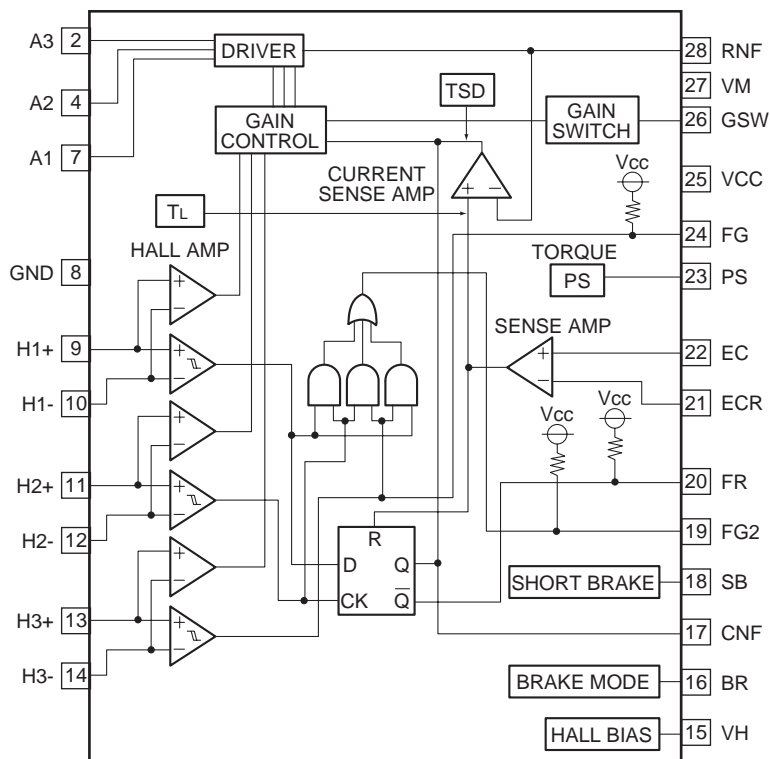 A3 2
A2 4
A1 7
GND 8
H1+ 9
H1- 10
H2+ 11
H2- 12
H3+ 13
H3- 14
DRIVER
GAIN
CONTROL
TSD
GAIN
SWITCH
CURRENT
SENSE AMP
+ −
TL
HALL AMP
+
−
+
−
+
−
+
−
+
−
+
−
Vcc
TORQUE
PS
SENSE AMP
+
−
Vcc
Vcc
R
D Q
CK Q
SHORT BRAKE
BRAKE MODE
HALL BIAS
28 RNF
27 VM
26 GSW
25 VCC
24 FG
23 PS
22 EC
21 ECR
20 FR
19 FG2
18 SB
17 CNF
16 BR
15 VH